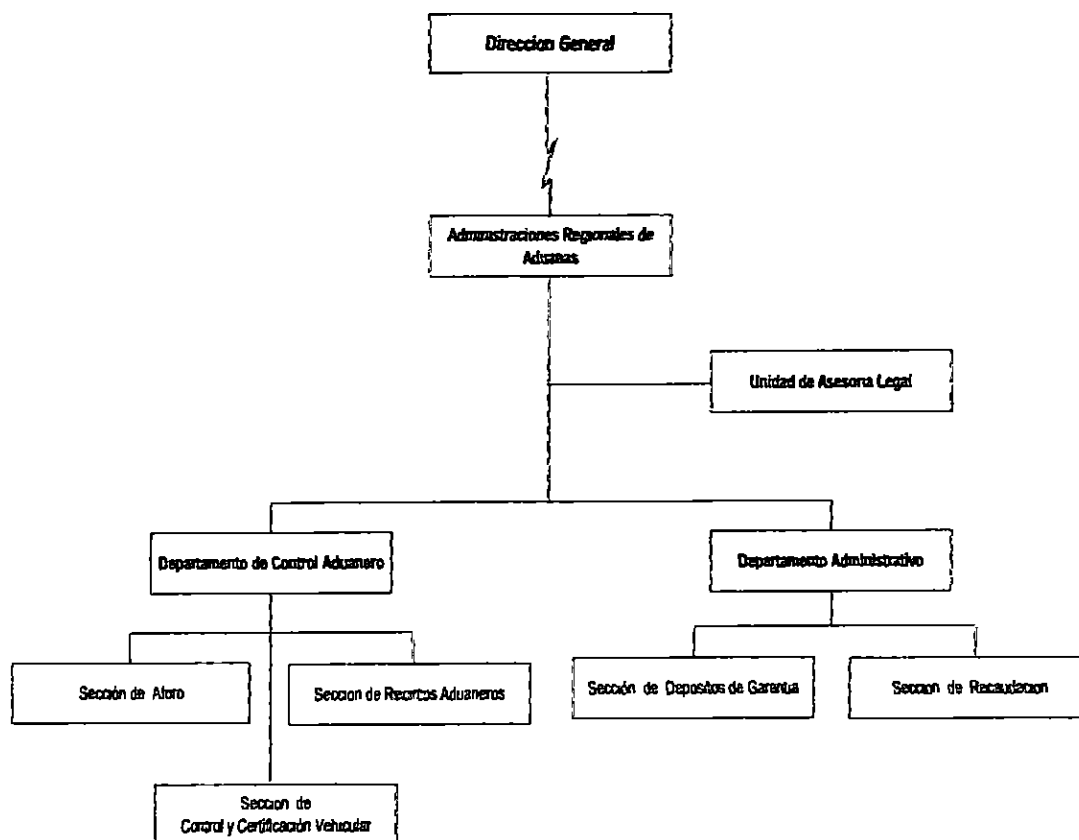 Direccion General
Administraciones Regionales de
Aduanas
Unidad de Asesoria Legal
Departamento de Control Aduanero
Departamento Administrativo
Sección de Aforo
Seccion de Recintos Aduaneros
Sección de Depositos de Garantia
Seccion de Recaudacion
Seccion de
Control y Certificación Vehicular